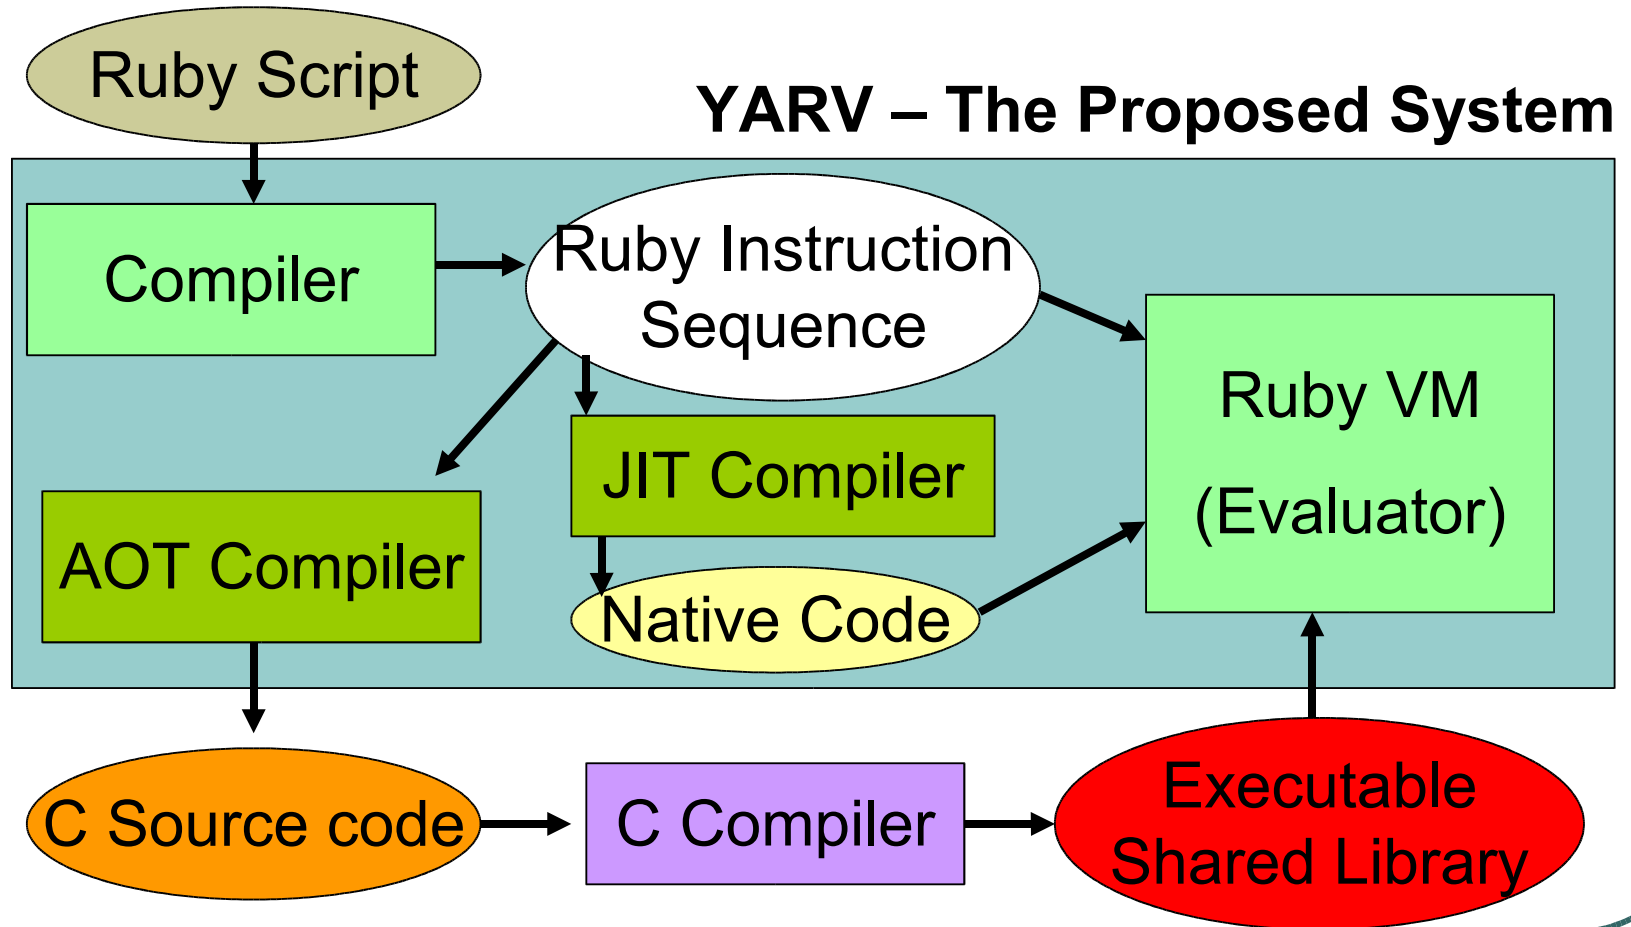 Ruby Script
YARV – The Proposed System
Compiler
Ruby Instruction
Sequence
Ruby VM
(Evaluator)
JIT Compiler
AOT Compiler
Native Code
C Source code
C Compiler
Executable
Shared Library